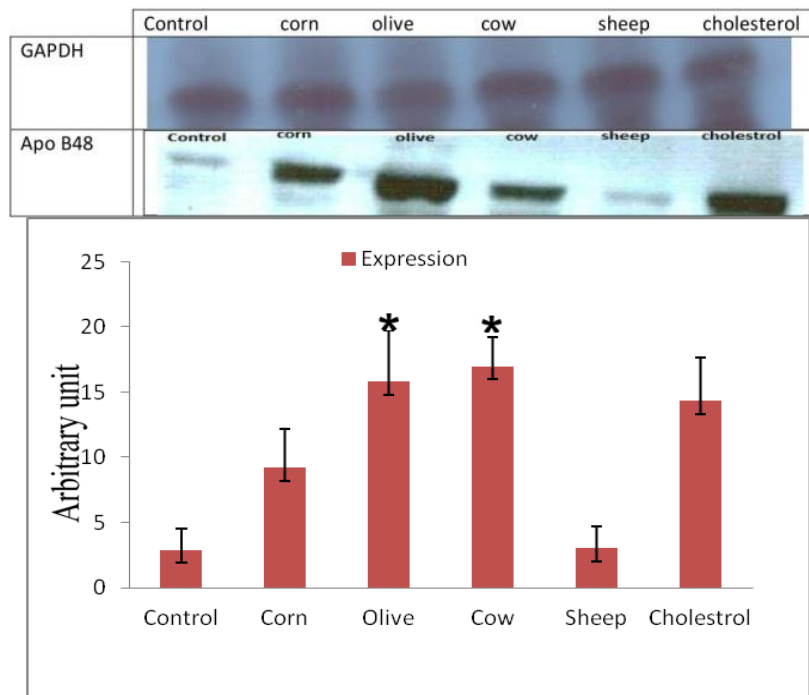 Control corn olive cow sheep cholesterol
GAPDH
Apo B48
Control corn olive cow sheep cholestrol
Expression
Arbitrary unit
25
20
15
10
5
0
* *
Control Corn Olive Cow Sheep Cholestrol